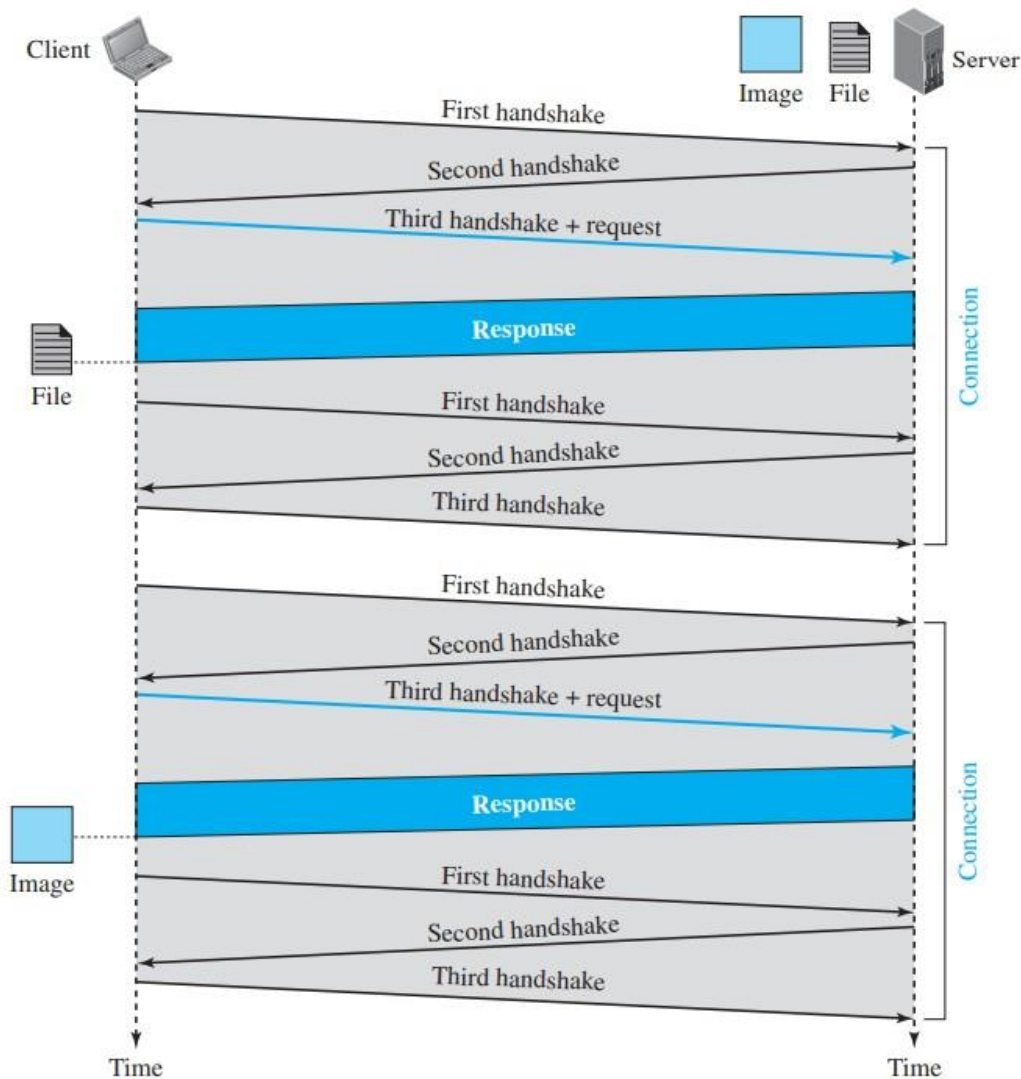 Client
Server
Image
File
First handshake
Second handshake
Third handshake + request
Response
Connection
File
First handshake
Second handshake
Third handshake
First handshake
Second handshake
Third handshake + request
Response
Connection
Image
First handshake
Second handshake
Third handshake
Time
Time